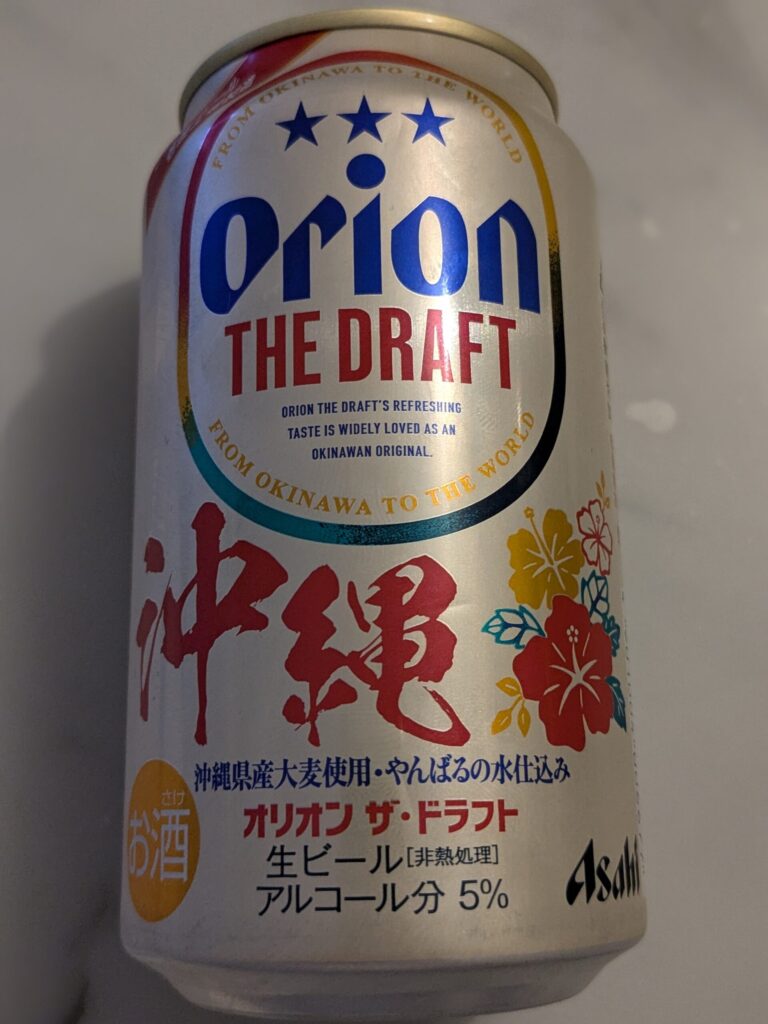 FROM OKINAWA TO THE WORLD
Orion
THE DRAFT
ORION THE DRAFT'S REFRESHING
TASTE IS WIDELY LOVED AS AN
OKINAWAN ORIGINAL.
FROM OKINAWA TO THE WORLD
沖縄
沖縄県産大麦使用・やんばるの水仕込み
さけ
お酒
オリオン ザ・ドラフト
生ビール[非熱処理]
アルコール分 5%
Asahi